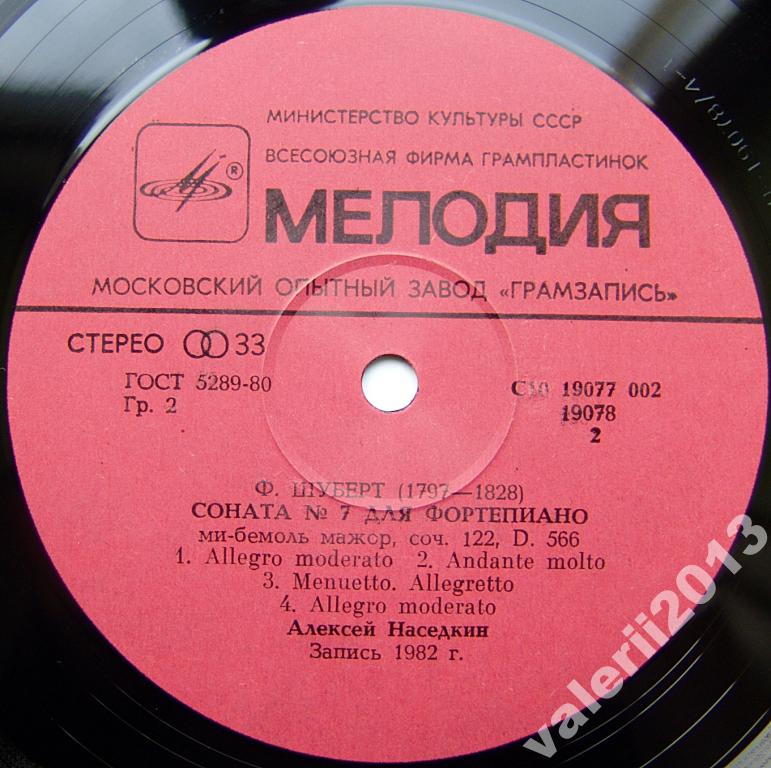 МИНИСТЕРСТВО КУЛЬТУРЫ СССР
ВСЕСОЮЗНАЯ ФИРМА ГРАМПЛАСТИНОК
®
МЕЛОДИЯ
МОСКОВСКИЙ ОПЫТНЫЙ ЗАВОД «ГРАМЗАПИСЬ»
СТЕРЕО 33
ГОСТ 5289-80
Гр. 2
С10 19077 002
19078
2
Ф. ШУБЕРТ (1797—1828)
СОНАТА № 7 ДЛЯ ФОРТЕПИАНО
ми-бемоль мажор, соч. 122, D. 566
1. Allegro moderato 2. Andante molto
3. Menuetto. Allegretto
4. Allegro moderato
Алексей Наседкин
Запись 1982 г.
valerii2013